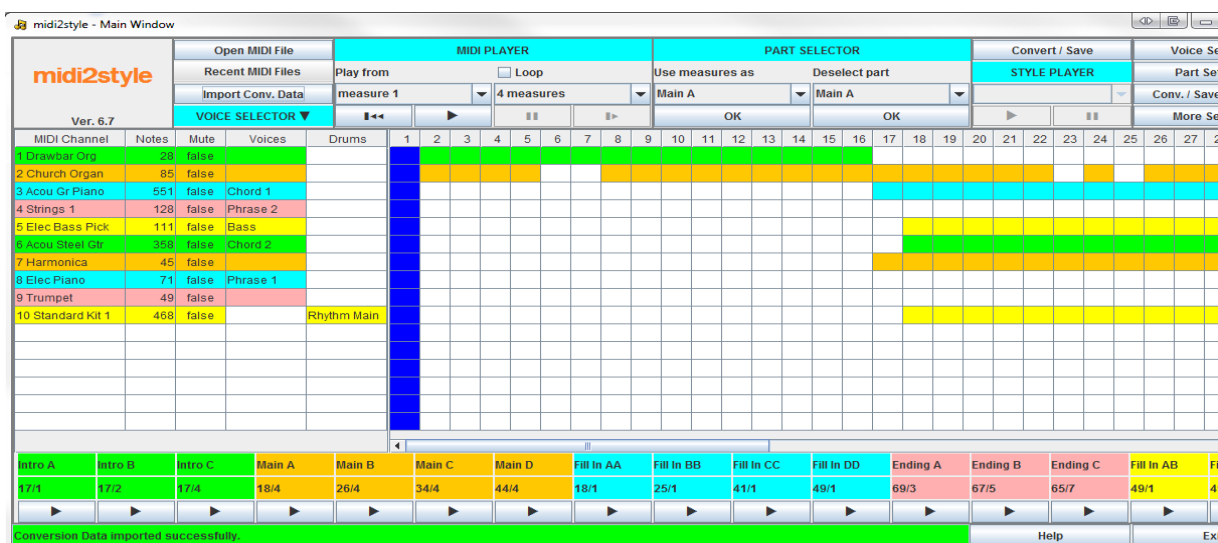 midi2style - Main Window
midi2style
Ver. 6.7
Open MIDI File
Recent MIDI Files
Import Conv. Data
VOICE SELECTOR ▼
MIDI PLAYER
Play from Loop
measure 1 4 measures
PART SELECTOR
Use measures as Deselect part
Main A Main A
OK OK
Convert / Save
STYLE PLAYER
Voice Se
Part Se
Conv. / Save
More Se
MIDI Channel Notes Mute Voices Drums 1 2 3 4 5 6 7 8 9 10 11 12 13 14 15 16 17 18 19 20 21 22 23 24 25 26 27 2
1 Drawbar Org 28 false
2 Church Organ 85 false
3 Acou Gr Piano 551 false Chord 1
4 Strings 1 128 false Phrase 2
5 Elec Bass Pick 111 false Bass
6 Acou Steel Gtr 358 false Chord 2
7 Harmonica 45 false
8 Elec Piano 71 false Phrase 1
9 Trumpet 49 false
10 Standard Kit 1 468 false Rhythm Main
Intro A Intro B Intro C Main A Main B Main C Main D Fill In AA Fill In BB Fill In CC Fill In DD Ending A Ending B Ending C Fill In AB Fi
17/1 17/2 17/4 18/4 26/4 34/4 44/4 18/1 25/1 41/1 49/1 69/3 67/5 65/7 49/1 4
Conversion Data imported successfully.
Help
Exi